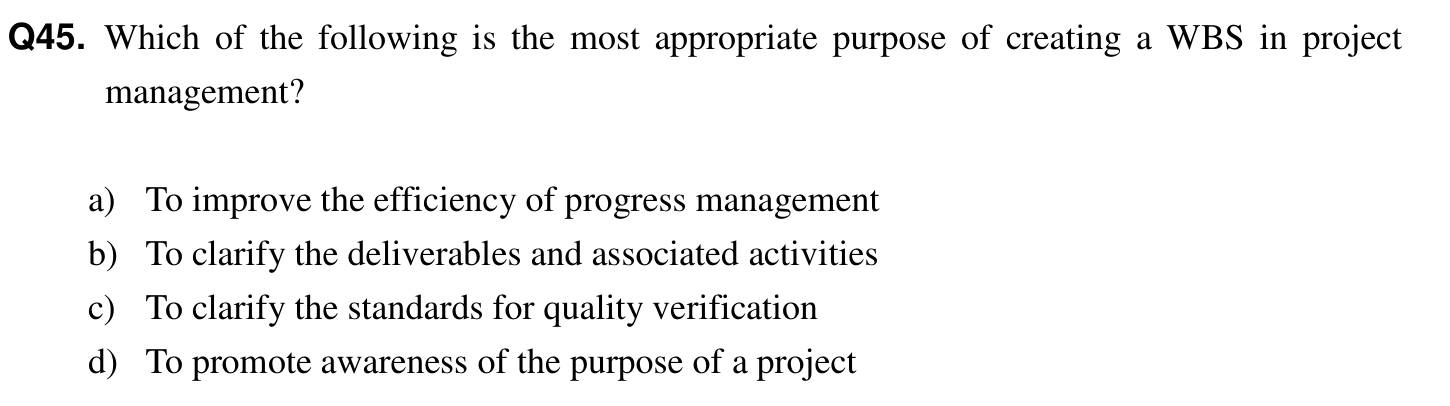 Q45. Which of the following is the most appropriate purpose of creating a WBS in project
management?
a) To improve the efficiency of progress management
b) To clarify the deliverables and associated activities
c) To clarify the standards for quality verification
d) To promote awareness of the purpose of a project